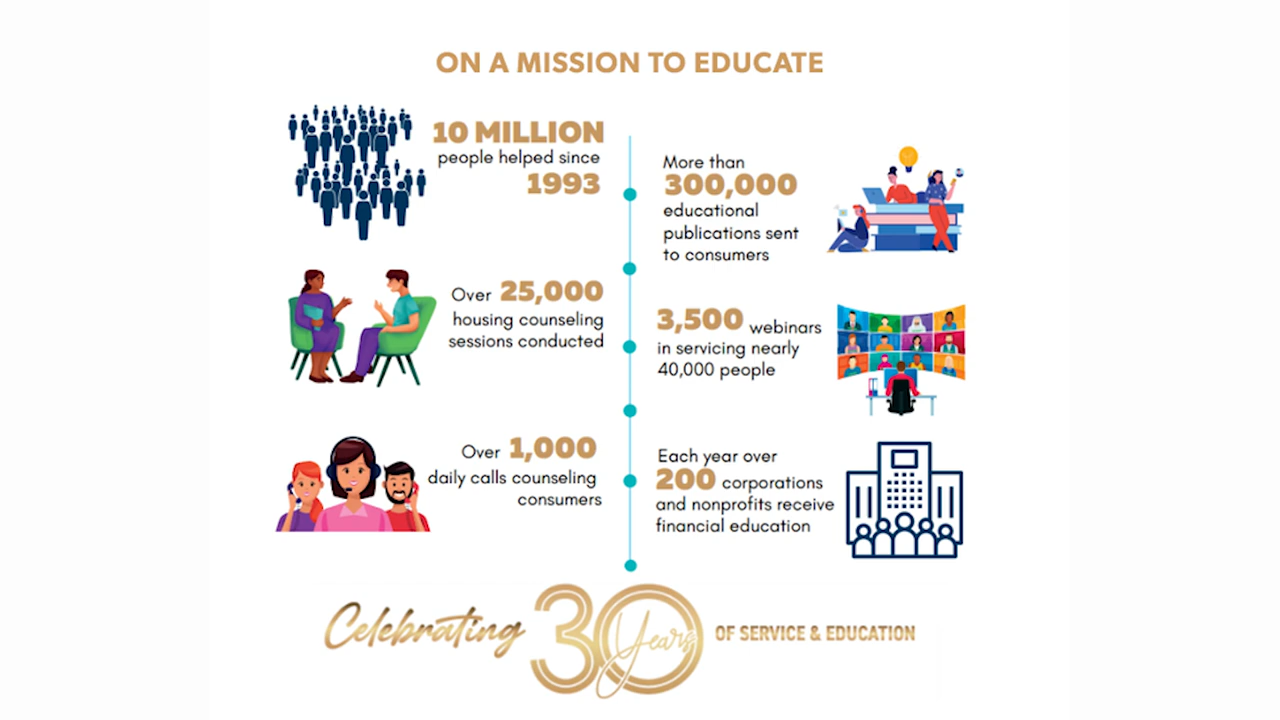 ON A MISSION TO EDUCATE
10 MILLION
people helped since
1993
More than
300,000
educational
publications sent
to consumers
Over 25,000
housing counseling
sessions conducted
3,500 webinars
in servicing nearly
40,000 people
Over 1,000
daily calls counseling
consumers
Each year over
200 corporations
and nonprofits receive
financial education
Celebrating 30 Years OF SERVICE & EDUCATION